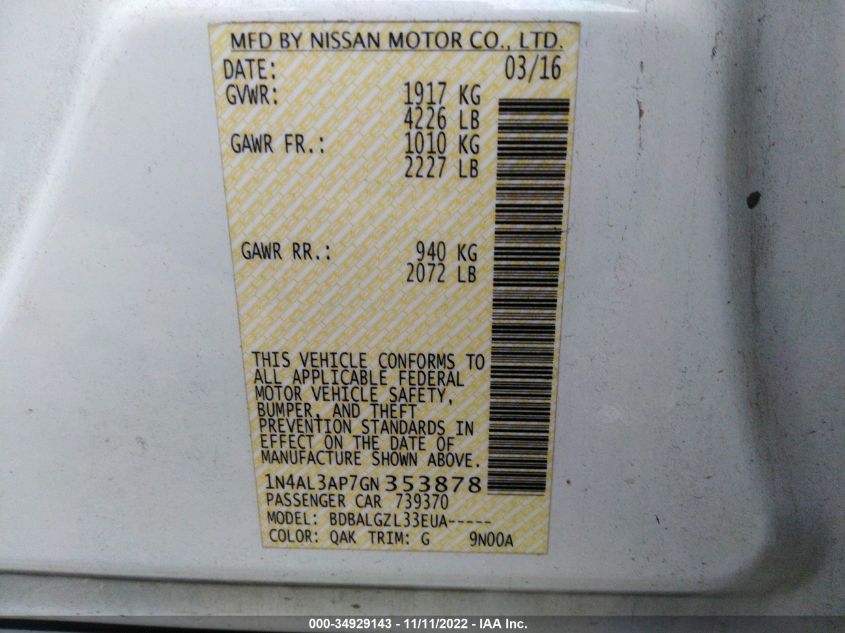 MFD BY NISSAN MOTOR CO., LTD.
DATE: 03/16
GVWR: 1917 KG
4226 LB
GAWR FR.: 1010 KG
2227 LB
GAWR RR.: 940 KG
2072 LB
THIS VEHICLE CONFORMS TO
ALL APPLICABLE FEDERAL
MOTOR VEHICLE SAFETY,
BUMPER, AND THEFT
PREVENTION STANDARDS IN
EFFECT ON THE DATE OF
MANUFACTURE SHOWN ABOVE.
1N4AL3AP7GN353878
PASSENGER CAR 739370
MODEL: BDBALGZL33EUA-----
COLOR: QAK TRIM: G 9N00A
000-34929143 - 11/11/2022 - IAA Inc.